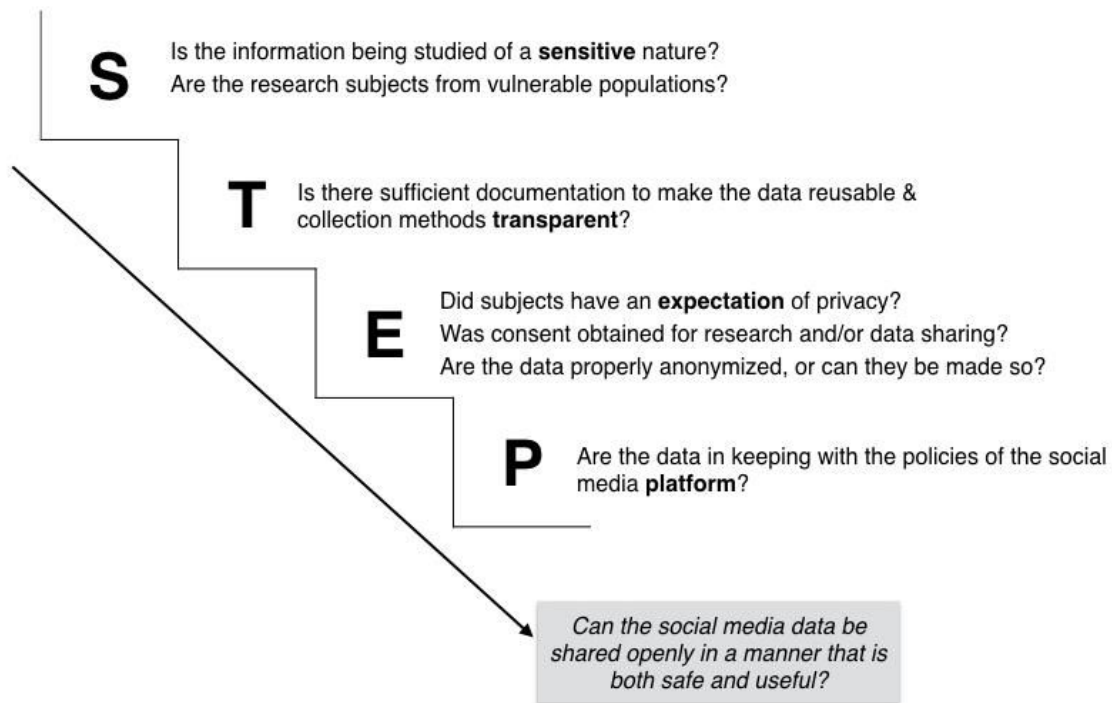 S
Is the information being studied of a sensitive nature?
Are the research subjects from vulnerable populations?
T
Is there sufficient documentation to make the data reusable &
collection methods transparent?
E
Did subjects have an expectation of privacy?
Was consent obtained for research and/or data sharing?
Are the data properly anonymized, or can they be made so?
P
Are the data in keeping with the policies of the social
media platform?
Can the social media data be
shared openly in a manner that is
both safe and useful?